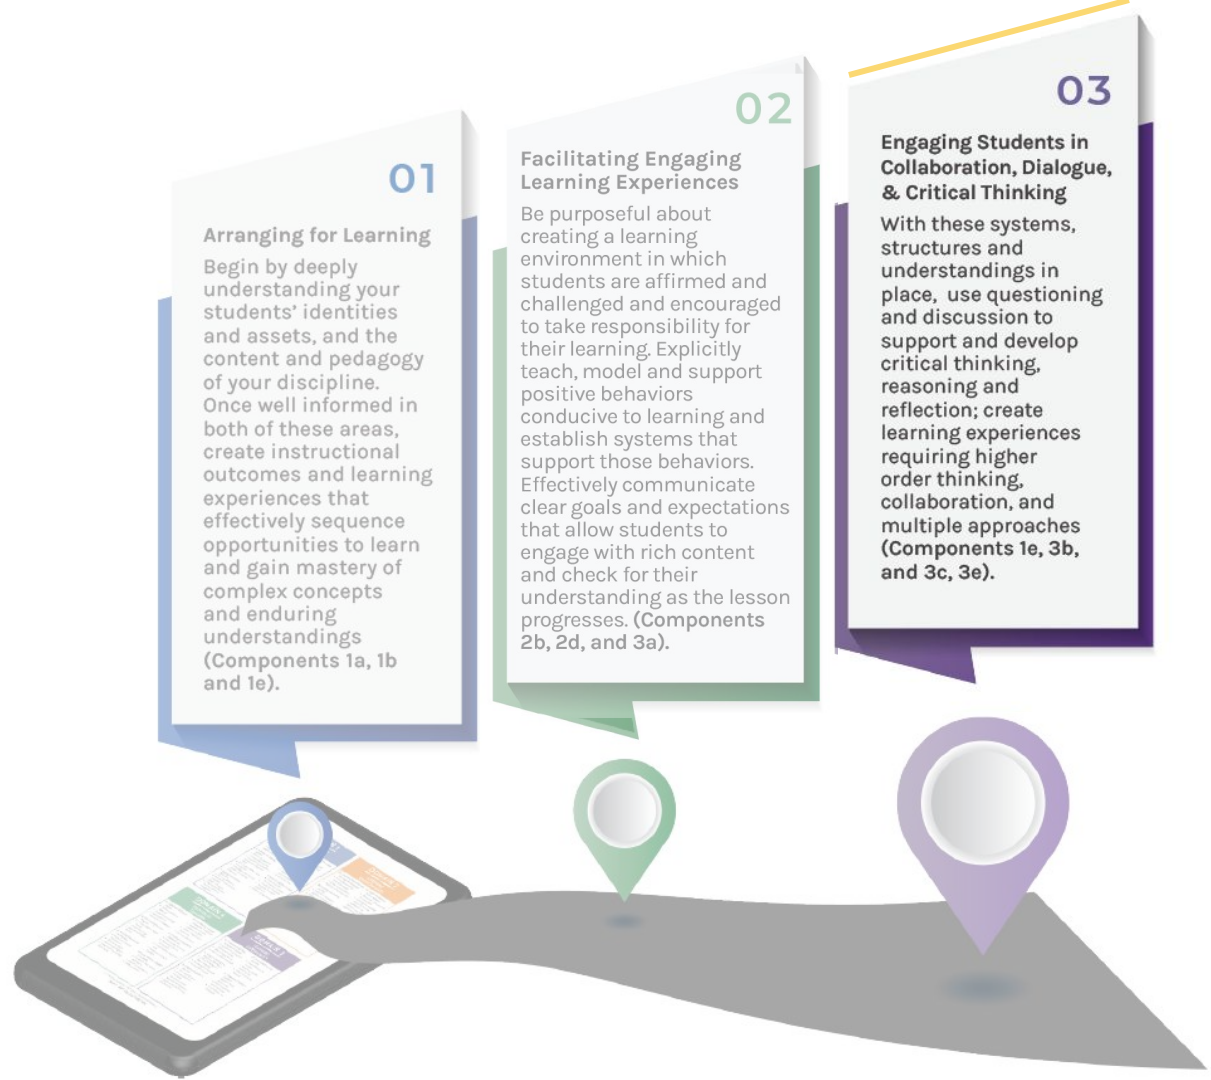 01
Arranging for Learning
Begin by deeply
understanding your
students’ identities
and assets, and the
content and pedagogy
of your discipline.
Once well informed in
both of these areas,
create instructional
outcomes and learning
experiences that
effectively sequence
opportunities to learn
and gain mastery of
complex concepts
and enduring
understandings
(Components 1a, 1b
and 1e).
02
Facilitating Engaging
Learning Experiences
Be purposeful about
creating a learning
environment in which
students are affirmed and
challenged and encouraged
to take responsibility for
their learning. Explicitly
teach, model and support
positive behaviors
conducive to learning and
establish systems that
support those behaviors.
Effectively communicate
clear goals and expectations
that allow students to
engage with rich content
and check for their
understanding as the lesson
progresses. (Components
2b, 2d, and 3a).
03
Engaging Students in
Collaboration, Dialogue,
& Critical Thinking
With these systems,
structures and
understandings in
place, use questioning
and discussion to
support and develop
critical thinking,
reasoning and
reflection; create
learning experiences
requiring higher
order thinking,
collaboration, and
multiple approaches
(Components 1e, 3b,
and 3c, 3e).